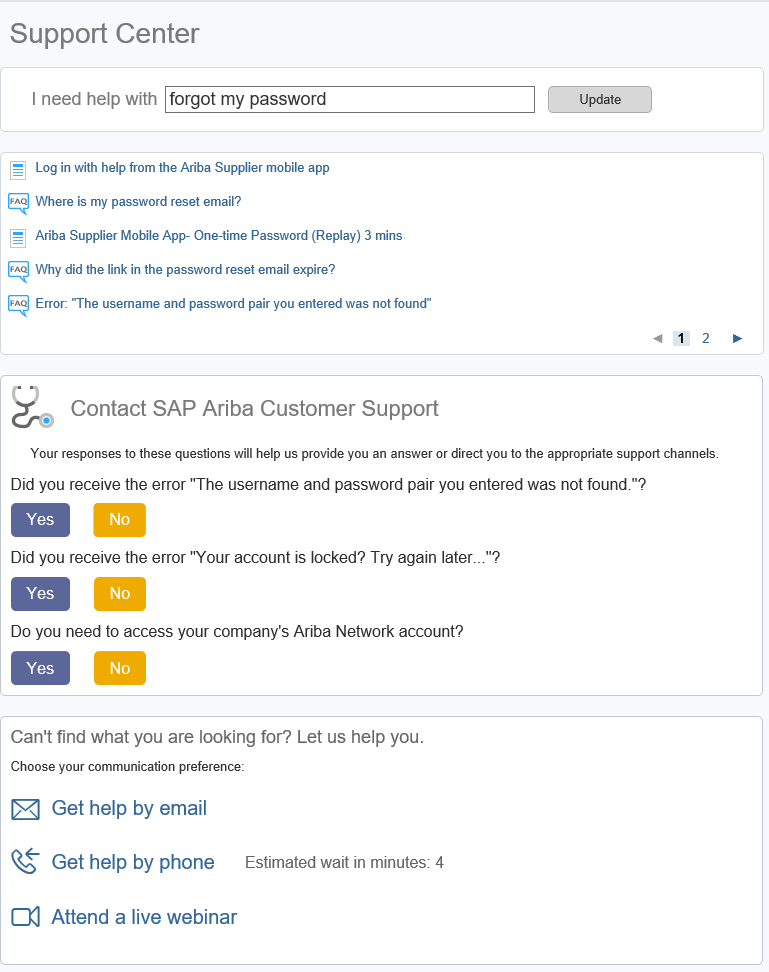 Support Center
I need help with forgot my password Update
Log in with help from the Ariba Supplier mobile app
FAQ Where is my password reset email?
Ariba Supplier Mobile App- One-time Password (Replay) 3 mins
FAQ Why did the link in the password reset email expire?
FAQ Error: "The username and password pair you entered was not found"
◄ 1 2 ►
Contact SAP Ariba Customer Support
Your responses to these questions will help us provide you an answer or direct you to the appropriate support channels.
Did you receive the error "The username and password pair you entered was not found."?
Yes No
Did you receive the error "Your account is locked? Try again later..."?
Yes No
Do you need to access your company's Ariba Network account?
Yes No
Can't find what you are looking for? Let us help you.
Choose your communication preference:
Get help by email
Get help by phone Estimated wait in minutes: 4
Attend a live webinar